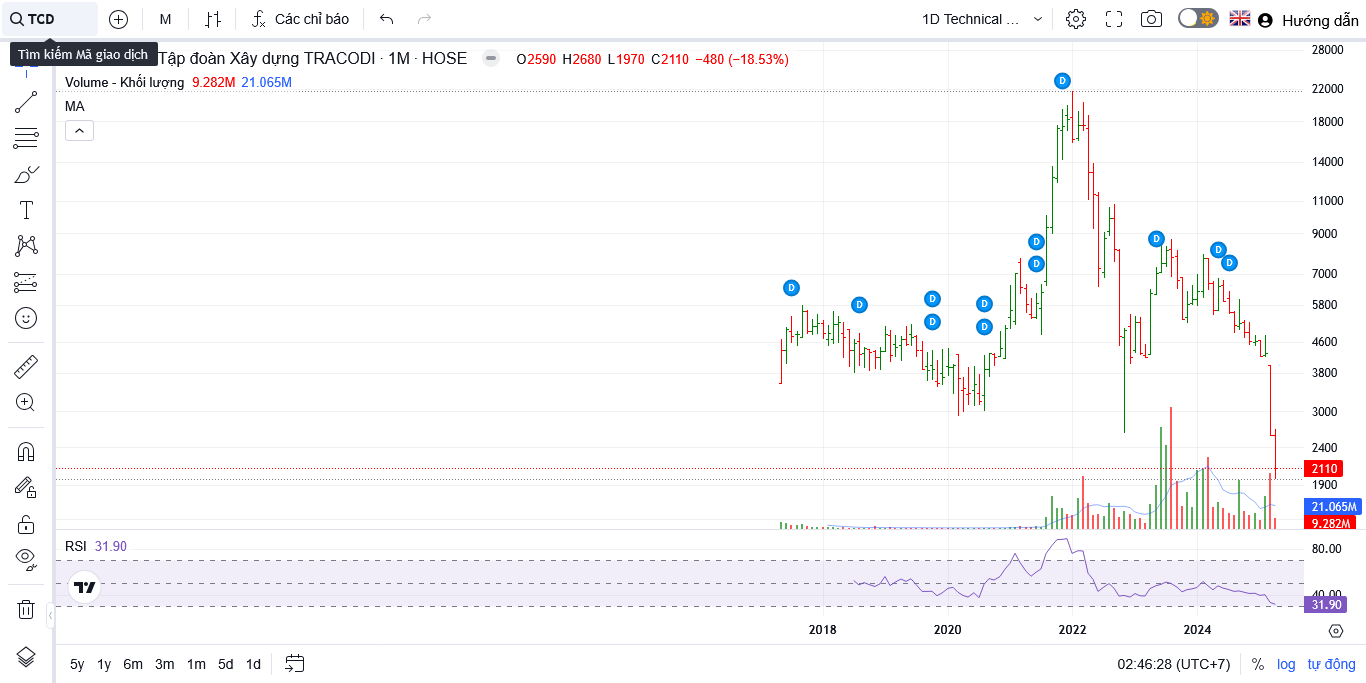 TCD
M
Các chỉ báo
1D Technical ...
Hướng dẫn
Tìm kiếm Mã giao dịch
Tập đoàn Xây dựng TRACODI · 1M · HOSE
O2590 H2680 L1970 C2110 −480 (−18.53%)
Volume - Khối lượng 9.282M 21.065M
MA
28000
22000
18000
14000
11000
9000
7000
5800
4600
3800
3000
2400
2110
1900
21.065M
9.282M
D
D
D
D
D
D
D
D
D
D
D
D
RSI 31.90
80.00
40.00
31.90
2018
2020
2022
2024
5y 1y 6m 3m 1m 5d 1d
02:46:28 (UTC+7)
%
log
tự động